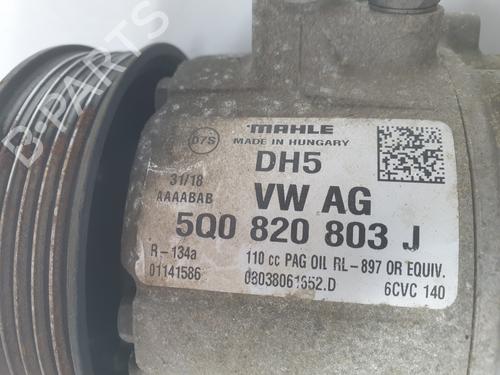 B-PARTS
D7S
MAHLE
MADE IN HUNGARY
DH5
31/18
AAAABAB
VW AG
5Q0 820 803 J
R-134a
110 cc PAG OIL RL-897 OR EQUIV.
01141586
08038061652.D
6CVC 140